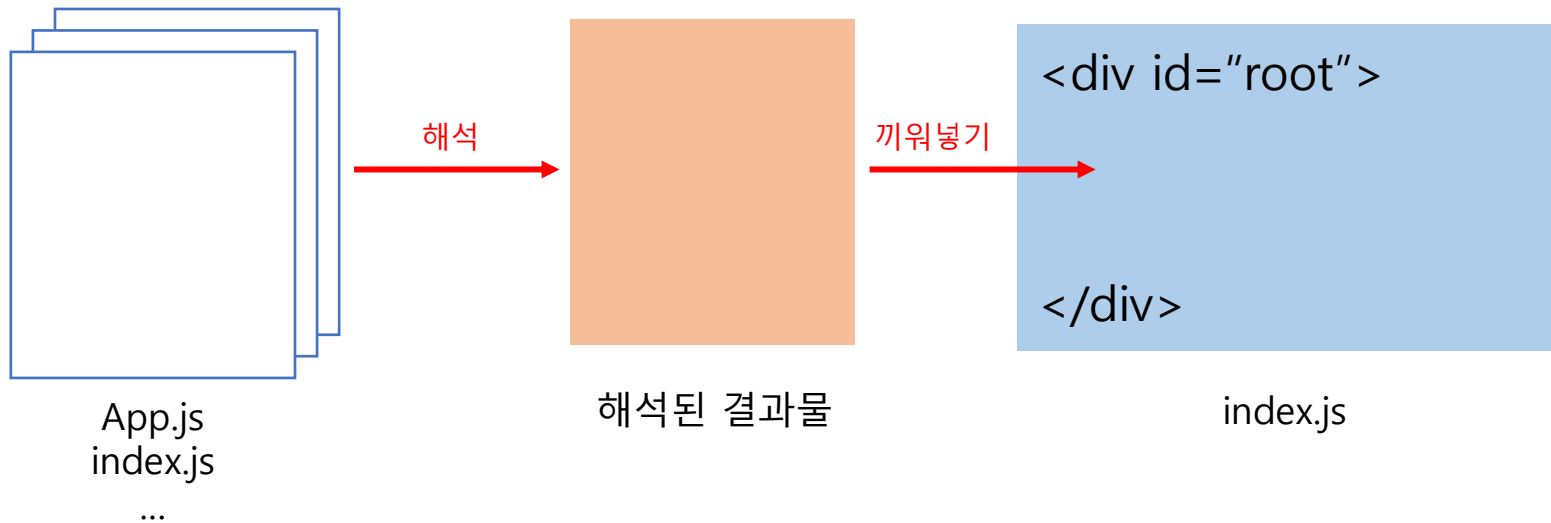 해석
끼워넣기
<div id="root">
</div>
App.js
index.js
...
해석된 결과물
index.js